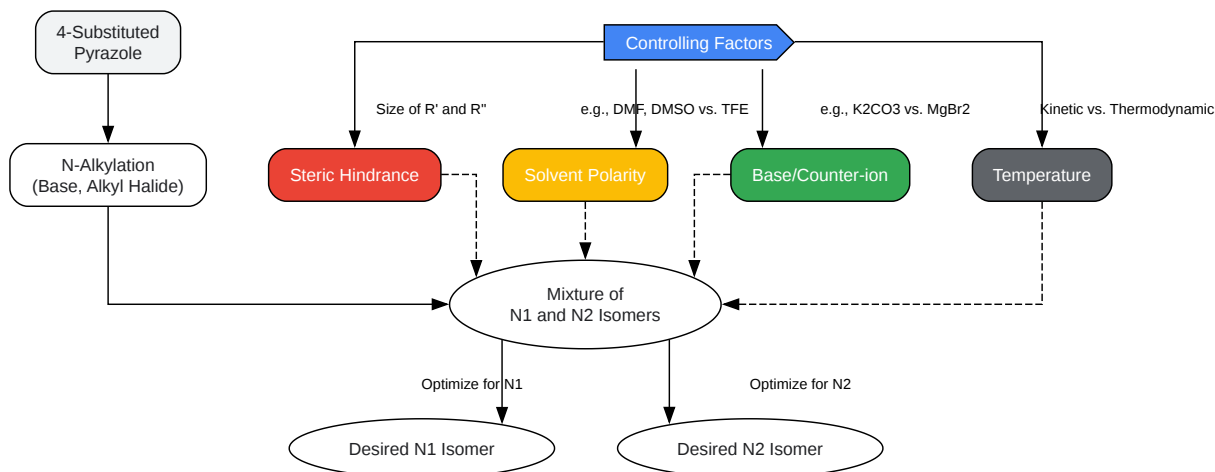 4-Substituted
Pyrazole
Controlling Factors
Size of R' and R"
e.g., DMF, DMSO vs. TFE
e.g., K2CO3 vs. MgBr2
Kinetic vs. Thermodynamic
N-Alkylation
(Base, Alkyl Halide)
Steric Hindrance
Solvent Polarity
Base/Counter-ion
Temperature
Mixture of
N1 and N2 Isomers
Optimize for N1
Optimize for N2
Desired N1 Isomer
Desired N2 Isomer